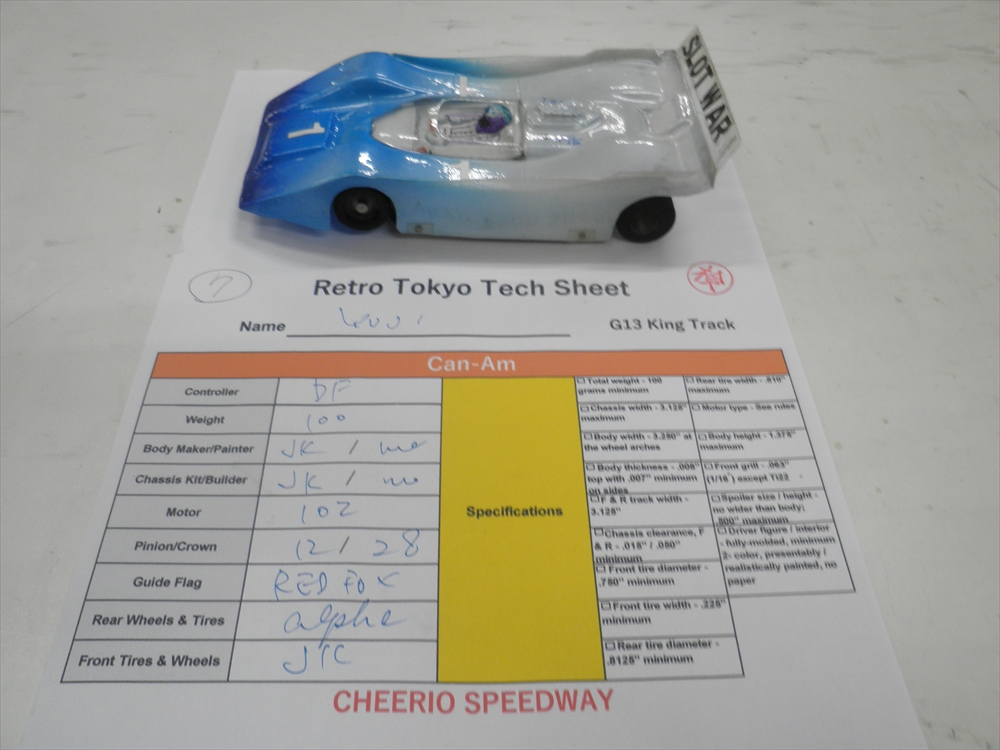 SLOT WAR
1
1
1
7
Retro Tokyo Tech Sheet
Name
G13 King Track
Can-Am
Controller DF
Weight 100
Body Maker/Painter JK / me
Chassis Kit/Builder JK / me
Motor 102
Pinion/Crown 12 / 28
Guide Flag RED FOX
Rear Wheels & Tires alpha
Front Tires & Wheels JK
Specifications
Total weight - 100 grams minimum
Chassis width - 3.125" maximum
Body width - 3.250" at the wheel arches
Body thickness - .006" top with .007" minimum on sides
F & R track width - 3.125"
Chassis clearance, F & R - .015" / .050" minimum
Front tire diameter - .750" minimum
Front tire width - .225" minimum
Rear tire diameter - .8125" minimum
Rear tire width - .810" maximum
Motor type - See rules
Body height - 1.375" maximum
Front grill - .063" (1/16") except Ti22
Spoiler size / height - no wider than body; .500" maximum
Driver figure / interior - fully-molded, minimum 2- color, presentably / realistically painted, no paper
CHEERIO SPEEDWAY